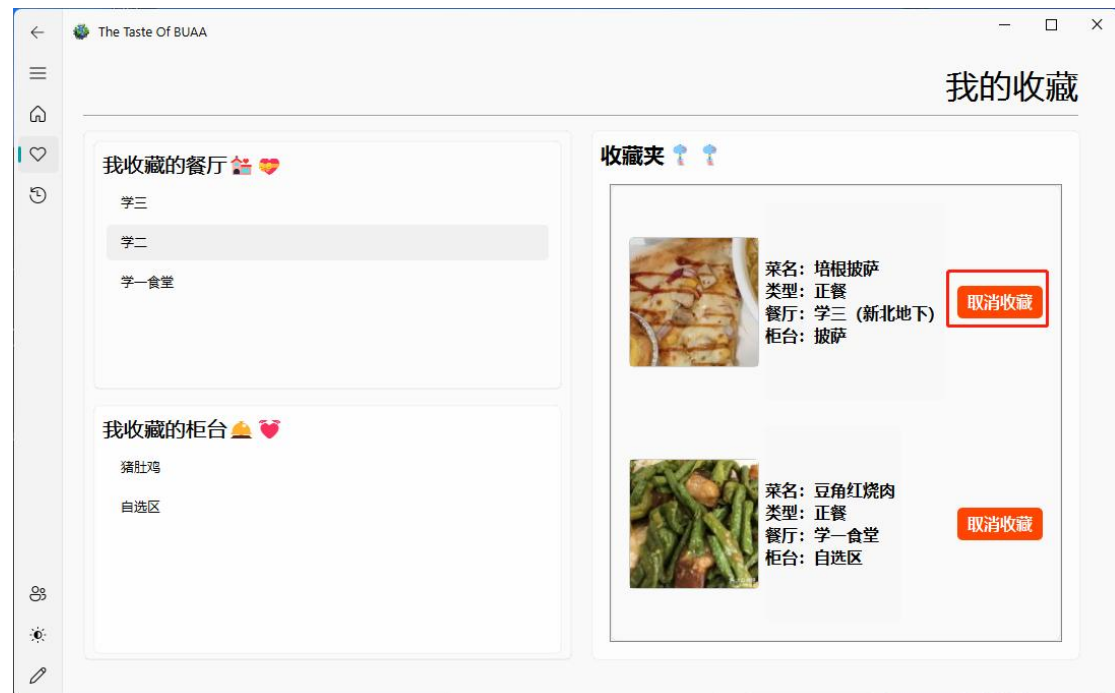 The Taste Of BUAA
我的收藏
我收藏的餐厅
学三
学二
学一食堂
我收藏的柜台
猪肚鸡
自选区
收藏夹
菜名：培根披萨
类型：正餐
餐厅：学三（新北地下）
柜台：披萨
取消收藏
菜名：豆角红烧肉
类型：正餐
餐厅：学一食堂
柜台：自选区
取消收藏